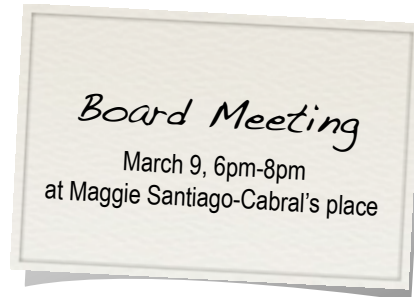 Board Meeting
March 9, 6pm-8pm
at Maggie Santiago-Cabral’s place